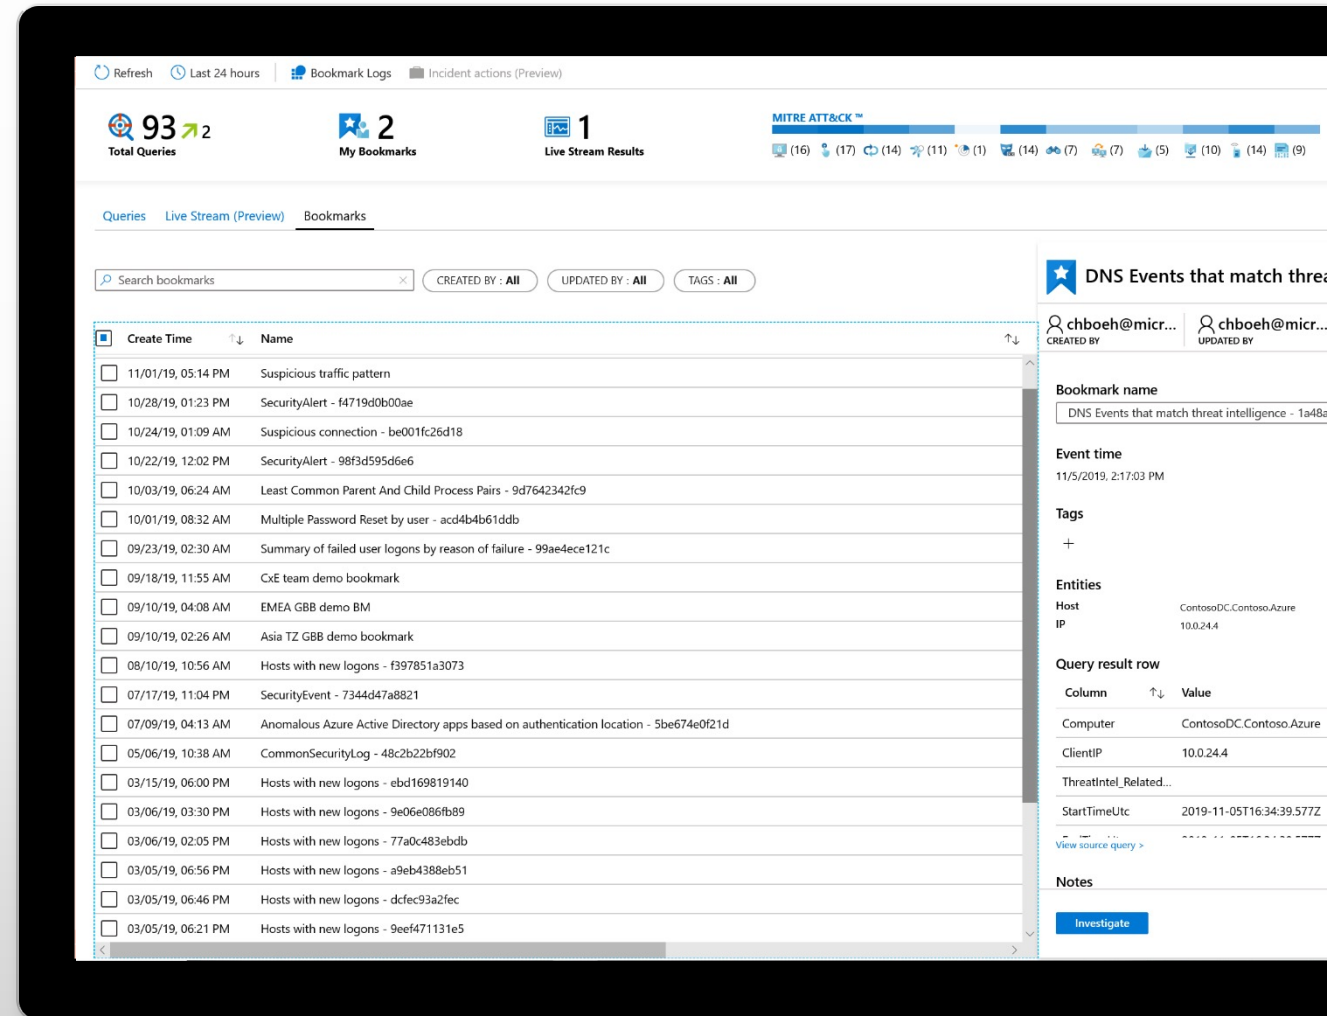 Refresh Last 24 hours Bookmark Logs Incident actions (Preview)
93 2
Total Queries
2
My Bookmarks
1
Live Stream Results
MITRE ATT&CK ™
(16) (17) (14) (11) (1) (14) (7) (7) (5) (10) (14) (9)
Queries Live Stream (Preview) Bookmarks
Search bookmarks CREATED BY : All UPDATED BY : All TAGS : All
Create Time Name
11/01/19, 05:14 PM Suspicious traffic pattern
10/28/19, 01:23 PM SecurityAlert - f4719d0b00ae
10/24/19, 01:09 AM Suspicious connection - be001fc26d18
10/22/19, 12:02 PM SecurityAlert - 98f3d595d6e6
10/03/19, 06:24 AM Least Common Parent And Child Process Pairs - 9d7642342fc9
10/01/19, 08:32 AM Multiple Password Reset by user - acd4b4b61ddb
09/23/19, 02:30 AM Summary of failed user logons by reason of failure - 99ae4ece121c
09/18/19, 11:55 AM CxE team demo bookmark
09/10/19, 04:08 AM EMEA GBB demo BM
09/10/19, 02:26 AM Asia TZ GBB demo bookmark
08/10/19, 10:56 AM Hosts with new logons - f397851a3073
07/17/19, 11:04 PM SecurityEvent - 7344d47a8821
07/09/19, 04:13 AM Anomalous Azure Active Directory apps based on authentication location - 5be674e0f21d
05/06/19, 10:38 AM CommonSecurityLog - 48c2b22bf902
03/15/19, 06:00 PM Hosts with new logons - ebd169819140
03/06/19, 03:30 PM Hosts with new logons - 9e06e086fb89
03/06/19, 02:05 PM Hosts with new logons - 77a0c483ebdb
03/05/19, 06:56 PM Hosts with new logons - a9eb4388eb51
03/05/19, 06:46 PM Hosts with new logons - dcfec93a2fec
03/05/19, 06:21 PM Hosts with new logons - 9eef471131e5
DNS Events that match threa
chboeh@micr... chboeh@micr...
CREATED BY UPDATED BY
Bookmark name
DNS Events that match threat intelligence - 1a48a
Event time
11/5/2019, 2:17:03 PM
Tags
+
Entities
Host ContosoDC.Contoso.Azure
IP 10.0.24.4
Query result row
Column Value
Computer ContosoDC.Contoso.Azure
ClientIP 10.0.24.4
ThreatIntel_Related...
StartTimeUtc 2019-11-05T16:34:39.577Z
View source query >
Notes
Investigate